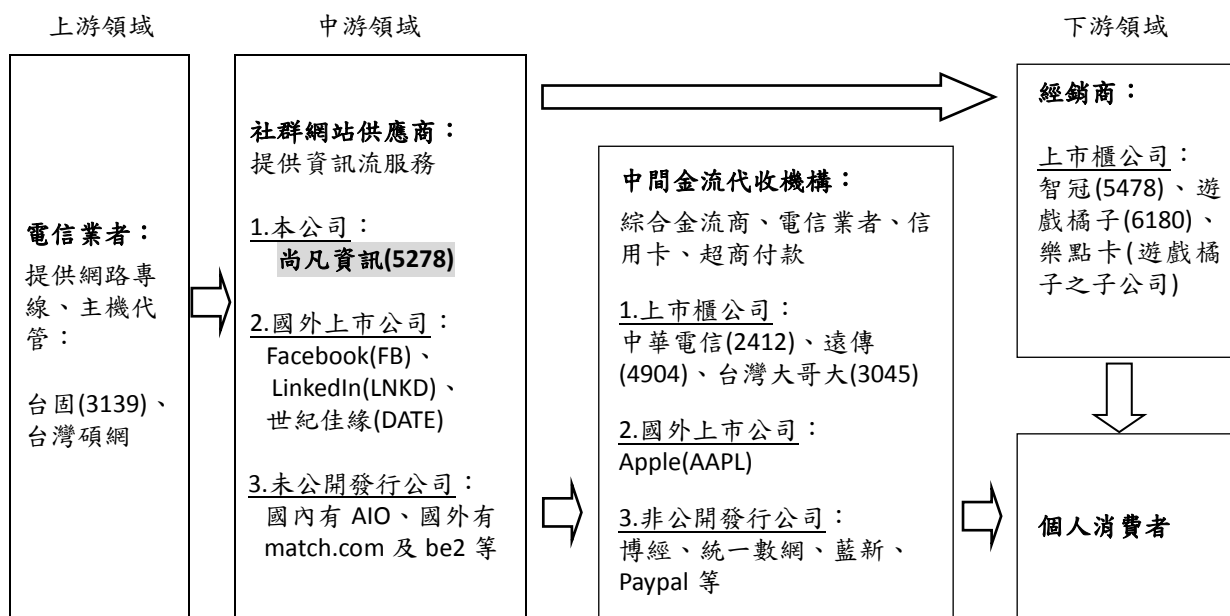 上游領域
中游領域
下游領域
電信業者：
提供網路專
線、主機代
管：
台固(3139)、
台灣碩網
社群網站供應商：
提供資訊流服務
1.本公司：
尚凡資訊(5278)
2.國外上市公司：
Facebook(FB)、
LinkedIn(LNKD)、
世紀佳緣(DATE)
3.未公開發行公司：
國內有 AIO、國外有
match.com 及 be2 等
中間金流代收機構：
綜合金流商、電信業者、信
用卡、超商付款
1.上市櫃公司：
中華電信(2412)、遠傳
(4904)、台灣大哥大(3045)
2.國外上市公司：
Apple(AAPL)
3.非公開發行公司：
博經、統一數網、藍新、
Paypal 等
經銷商：
上市櫃公司：
智冠(5478)、遊
戲橘子(6180)、
樂點卡(遊戲橘
子之子公司)
個人消費者